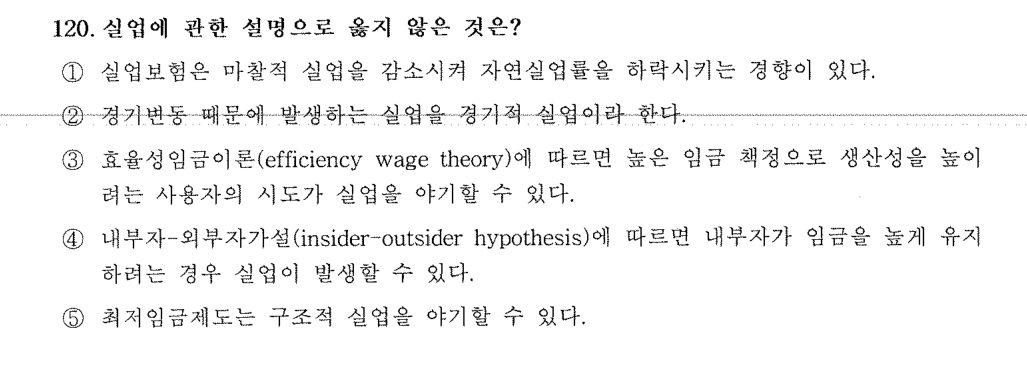 120. 실업에 관한 설명으로 옳지 않은 것은?
① 실업보험은 마찰적 실업을 감소시켜 자연실업률을 하락시키는 경향이 있다.
② 경기변동 때문에 발생하는 실업을 경기적 실업이라 한다.
③ 효율성임금이론(efficiency wage theory)에 따르면 높은 임금 책정으로 생산성을 높이
려는 사용자의 시도가 실업을 야기할 수 있다.
④ 내부자-외부자가설(insider-outsider hypothesis)에 따르면 내부자가 임금을 높게 유지
하려는 경우 실업이 발생할 수 있다.
⑤ 최저임금제도는 구조적 실업을 야기할 수 있다.